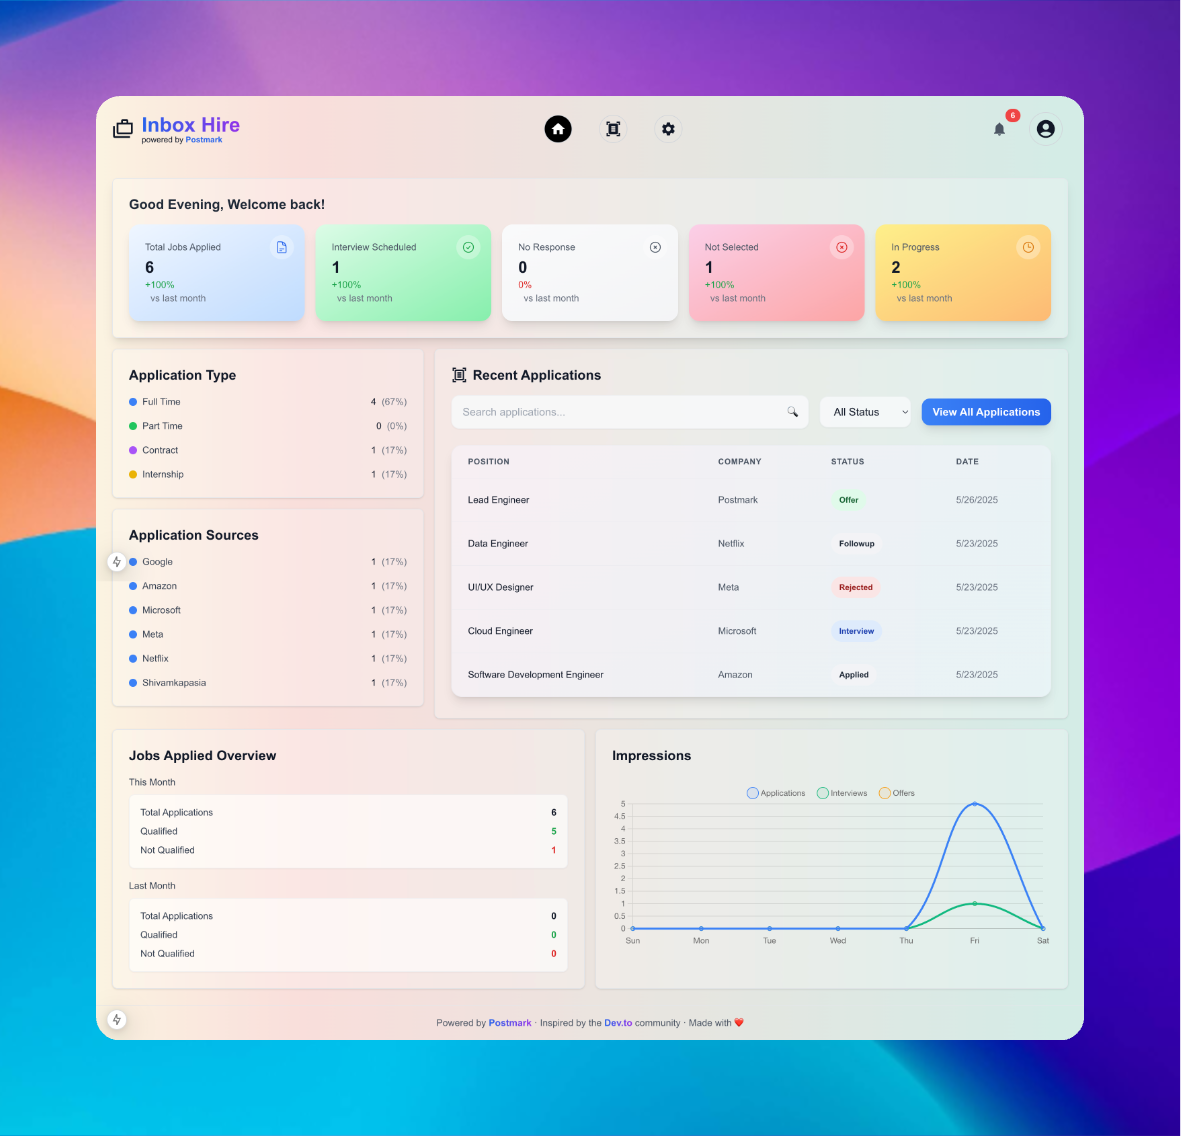 Inbox Hire
powered by Postmark
6
Good Evening, Welcome back!
Total Jobs Applied
6
+100%
vs last month
Interview Scheduled
1
+100%
vs last month
No Response
0
0%
vs last month
Not Selected
1
+100%
vs last month
In Progress
2
+100%
vs last month
Application Type
Full Time 4 (67%)
Part Time 0 (0%)
Contract 1 (17%)
Internship 1 (17%)
Application Sources
Google 1 (17%)
Amazon 1 (17%)
Microsoft 1 (17%)
Meta 1 (17%)
Netflix 1 (17%)
Shivamkapasia 1 (17%)
Recent Applications
Search applications...
All Status
View All Applications
POSITION COMPANY STATUS DATE
Lead Engineer Postmark Offer 5/26/2025
Data Engineer Netflix Followup 5/23/2025
UI/UX Designer Meta Rejected 5/23/2025
Cloud Engineer Microsoft Interview 5/23/2025
Software Development Engineer Amazon Applied 5/23/2025
Jobs Applied Overview
This Month
Total Applications 6
Qualified 5
Not Qualified 1
Last Month
Total Applications 0
Qualified 0
Not Qualified 0
Impressions
Applications Interviews Offers
5
4.5
4
3.5
3
2.5
2
1.5
1
0.5
0
Sun Mon Tue Wed Thu Fri Sat
Powered by Postmark · Inspired by the Dev.to community · Made with ❤️